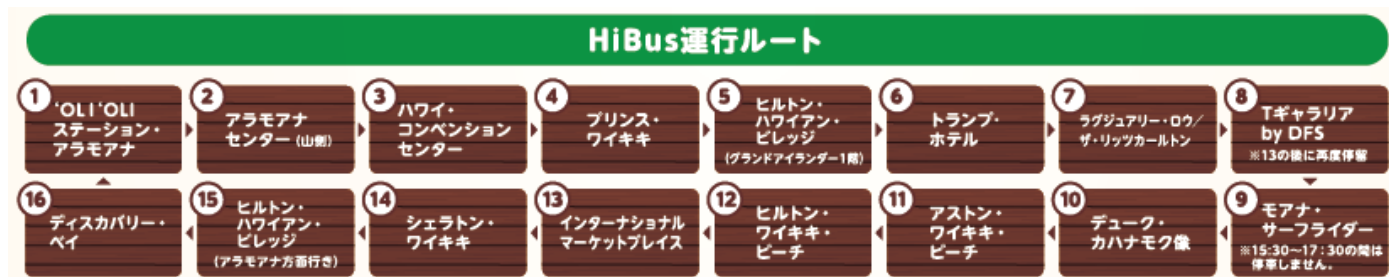 HiBus運行ルート
1
'OLI 'OLI
ステーション・
アラモアナ
2
アラモアナ
センター (山側)
3
ハワイ・
コンベンション
センター
4
プリンス・
ワイキキ
5
ヒルトン・
ハワイアン・
ビレッジ
(グランドアイランダー1階)
6
トランプ・
ホテル
7
ラグジュアリー・ロウ/
ザ・リッツカールトン
8
Tギャラリア
by DFS
※13の後に再度停留
9
モアナ・
サーフライダー
※15:30~17:30の間は
停車しません。
10
デューク・
カハナモク像
11
アストン・
ワイキキ・
ビーチ
12
ヒルトン・
ワイキキ・
ビーチ
13
インターナショナル
マーケットプレイス
14
シェラトン・
ワイキキ
15
ヒルトン・
ハワイアン・
ビレッジ
(アラモアナ方面行き)
16
ディスカバリー・
ベイ